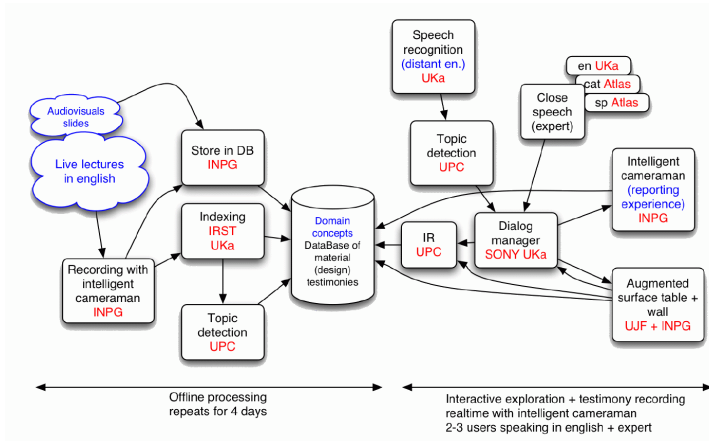 Audiovisuals
slides
Live lectures
in english
Recording with
intelligent
cameraman
INPG
Store in DB
INPG
Indexing
IRST
UKa
Topic
detection
UPC
Domain
concepts
DataBase of
material
(design)
testimonies
Speech
recognition
(distant en.)
UKa
Topic
detection
UPC
en UKa
cat Atlas
sp Atlas
Close
speech
(expert)
IR
UPC
Dialog
manager
SONY UKa
Intelligent
cameraman
(reporting
experience)
INPG
Augmented
surface table +
wall
UJF + INPG
Offline processing
repeats for 4 days
Interactive exploration + testimony recording
realtime with intelligent cameraman
2-3 users speaking in english + expert